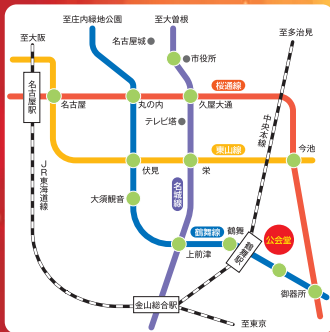 至庄内緑地公園
至大曽根
至大阪
名古屋城
至多治見
市役所
名古屋駅
桜通線
名古屋
丸の内
久屋大通
テレビ塔
中央本線
東山線
今池
伏見
栄
JR東海道線
大須観音
名城線
鶴舞線
鶴舞
公会堂
上前津
鶴舞駅
御器所
金山総合駅
至東京